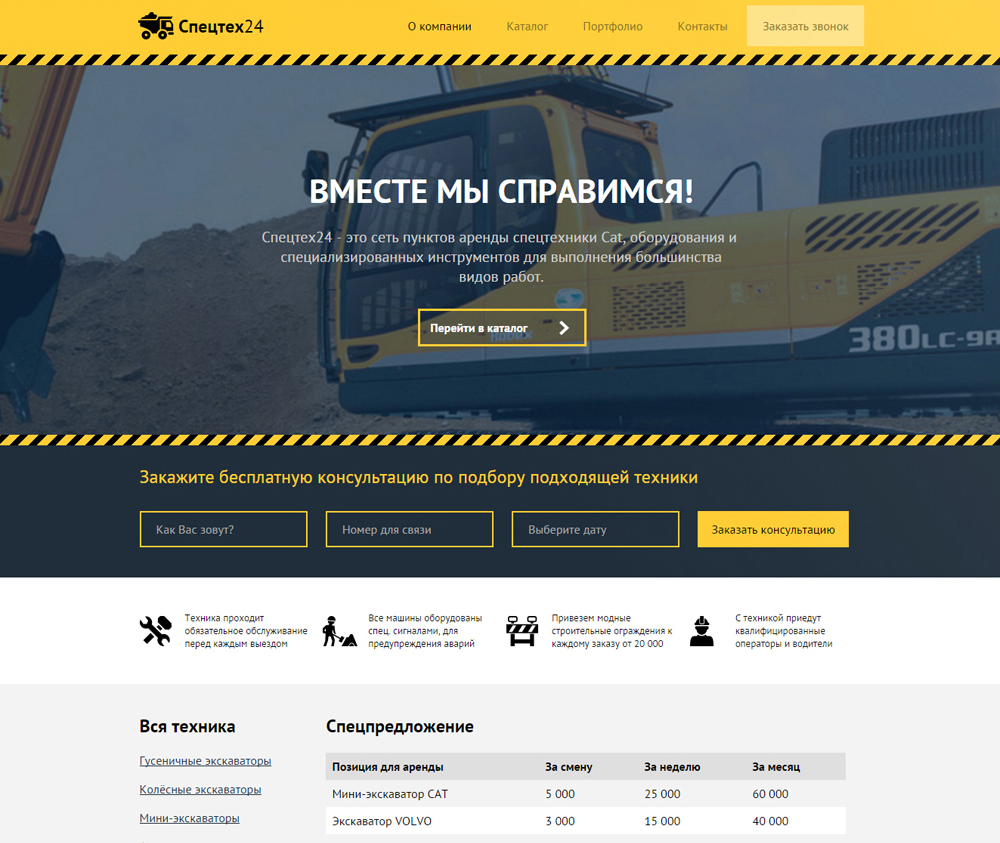 Спецтех24
О компании
Каталог
Портфолио
Контакты
Заказать звонок
ВМЕСТЕ МЫ СПРАВИМСЯ!
Спецтех24 - это сеть пунктов аренды спецтехники Cat, оборудования и
специализированных инструментов для выполнения большинства
видов работ.
Перейти в каталог
380LC-9A
Закажите бесплатную консультацию по подбору подходящей техники
Как Вас зовут?
Номер для связи
Выберите дату
Заказать консультацию
Техника проходит
обязательное обслуживание
перед каждым выездом
Все машины оборудованы
спец. сигналами, для
предупреждения аварий
Привезем модные
строительные ограждения к
каждому заказу от 20 000
С техникой приедут
квалифицированные
операторы и водители
Вся техника
Гусеничные экскаваторы
Колёсные экскаваторы
Мини-экскаваторы
Спецпредложение
Позиция для аренды За смену За неделю За месяц
Мини-экскаватор CAT 5 000 25 000 60 000
Экскаватор VOLVO 3 000 15 000 40 000